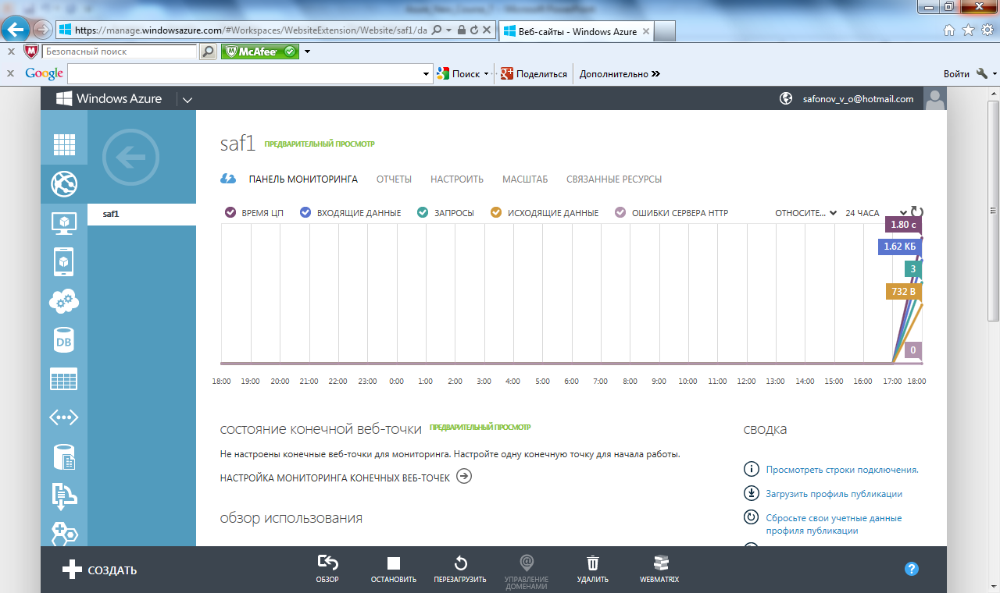 https://manage.windowsazure.com/#Workspaces/WebsiteExtension/Website/saf1/da
Веб-сайты - Windows Azure
Безопасный поиск
McAfee
Google
Поиск
Поделиться
Дополнительно »
Войти
Windows Azure
safonov_v_o@hotmail.com
saf1
saf1 ПРЕДВАРИТЕЛЬНЫЙ ПРОСМОТР
ПАНЕЛЬ МОНИТОРИНГА ОТЧЕТЫ НАСТРОИТЬ МАСШТАБ СВЯЗАННЫЕ РЕСУРСЫ
ВРЕМЯ ЦП ВХОДЯЩИЕ ДАННЫЕ ЗАПРОСЫ ИСХОДЯЩИЕ ДАННЫЕ ОШИБКИ СЕРВЕРА HTTP ОТНОСИТЕ... 24 ЧАСА
1.80 с
1.62 КБ
3
732 В
0
18:00 19:00 20:00 21:00 22:00 23:00 0:00 1:00 2:00 3:00 4:00 5:00 6:00 7:00 8:00 9:00 10:00 11:00 12:00 13:00 14:00 15:00 16:00 17:00 18:00
состояние конечной веб-точки ПРЕДВАРИТЕЛЬНЫЙ ПРОСМОТР
Не настроены конечные веб-точки для мониторинга. Настройте одну конечную точку для начала работы.
НАСТРОЙКА МОНИТОРИНГА КОНЕЧНЫХ ВЕБ-ТОЧЕК
обзор использования
сводка
Просмотреть строки подключения.
Загрузить профиль публикации
Сбросьте свои учетные данные
профиля публикации
DB
СОЗДАТЬ
ОБЗОР
ОСТАНОВИТЬ
ПЕРЕЗАГРУЗИТЬ
УПРАВЛЕНИЕ
ДОМЕНАМИ
УДАЛИТЬ
WEBMATRIX
?